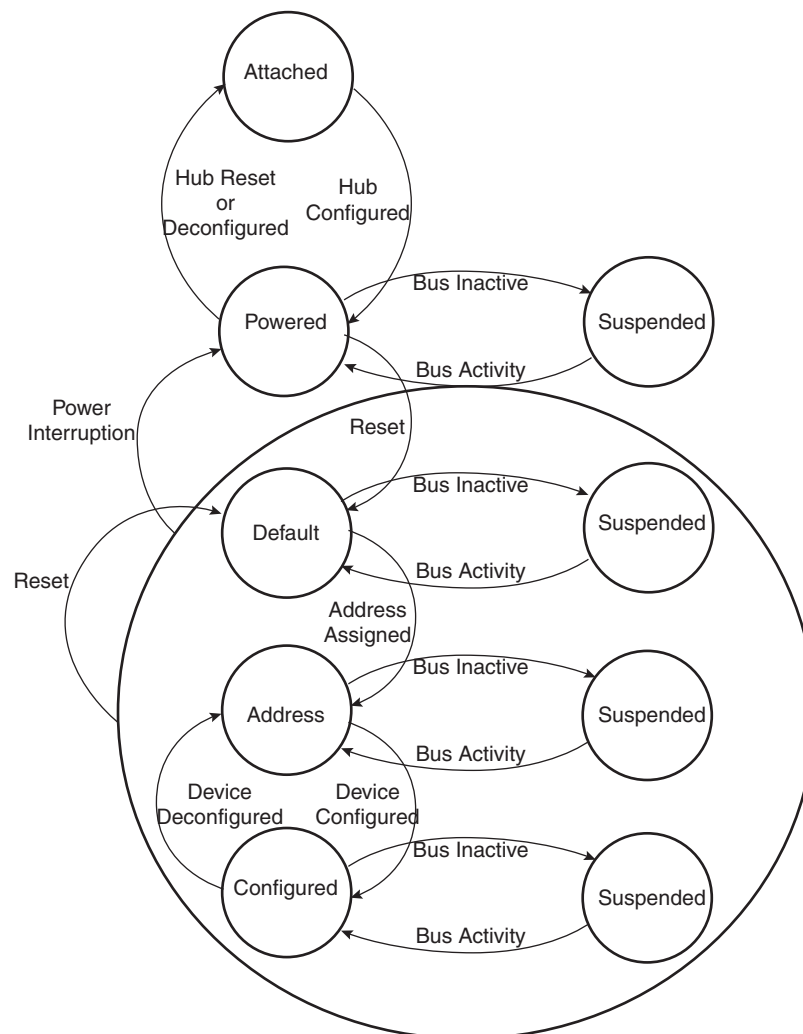 Attached
Hub Reset
or
Deconfigured
Hub
Configured
Powered
Bus Inactive
Suspended
Bus Activity
Power
Interruption
Reset
Default
Bus Inactive
Suspended
Bus Activity
Reset
Address
Assigned
Address
Bus Inactive
Suspended
Bus Activity
Device
Deconfigured
Device
Configured
Configured
Bus Inactive
Suspended
Bus Activity